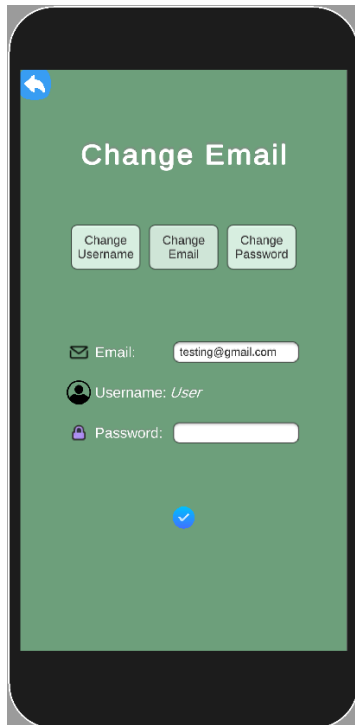 Change Email
Change
Username
Change
Email
Change
Password
Email:
testing@gmail.com
Username: User
Password: